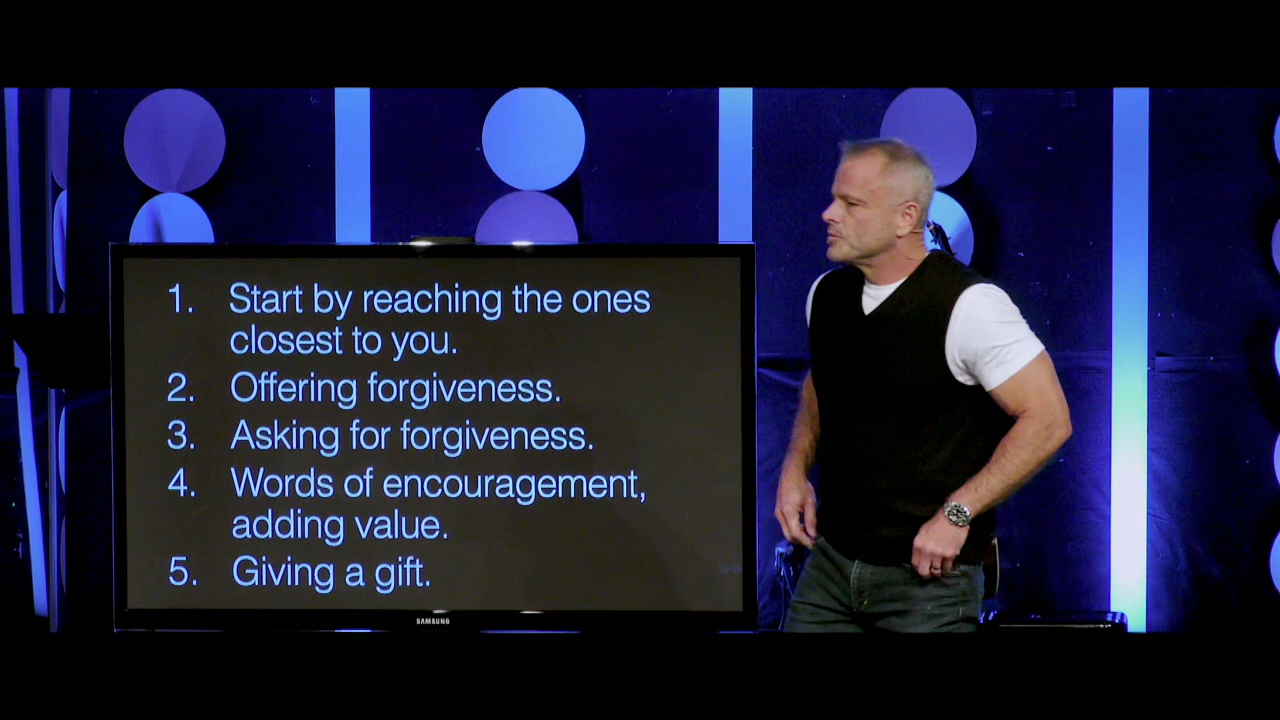 1. Start by reaching the ones
closest to you.
2. Offering forgiveness.
3. Asking for forgiveness.
4. Words of encouragement,
adding value.
5. Giving a gift.
SAMSUNG